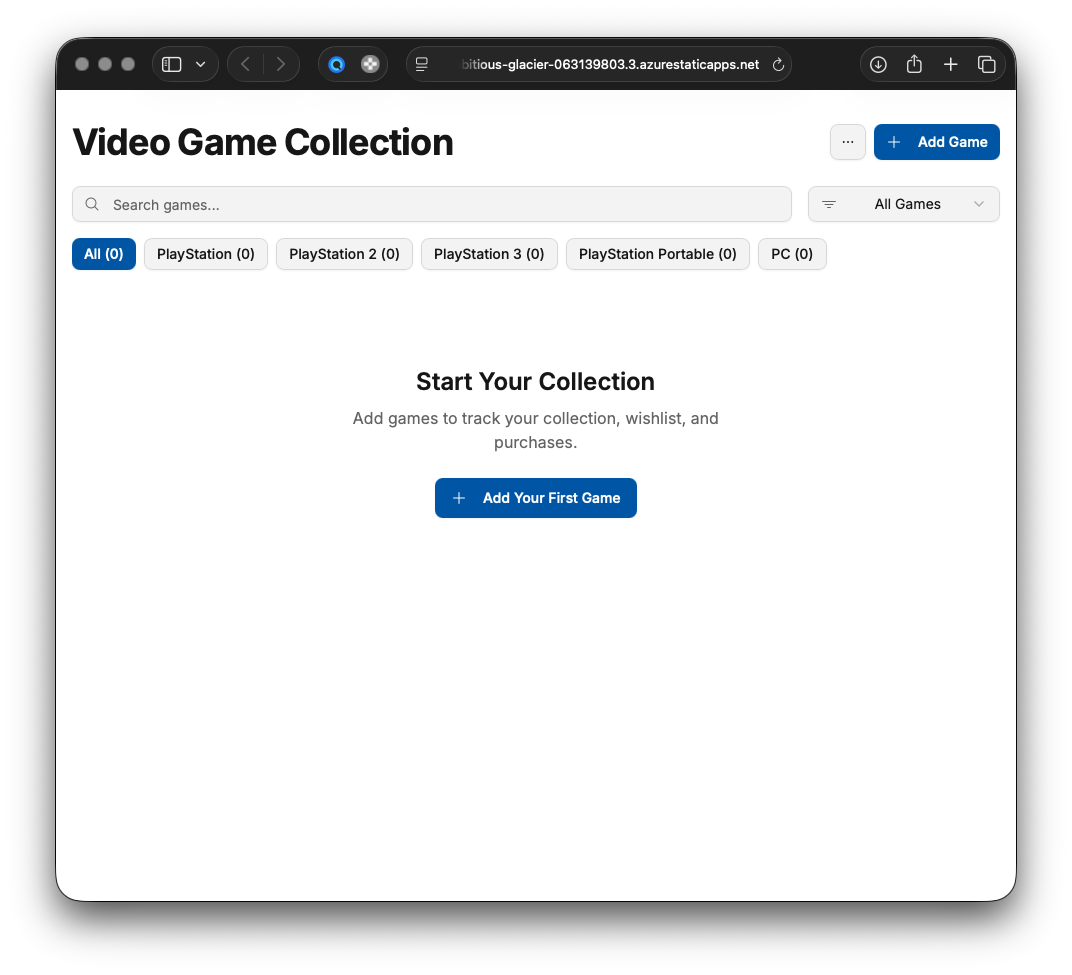 bitious-glacier-063139803.3.azurestaticapps.net
Video Game Collection
...
Add Game
Search games...
All Games
All (0)
PlayStation (0)
PlayStation 2 (0)
PlayStation 3 (0)
PlayStation Portable (0)
PC (0)
Start Your Collection
Add games to track your collection, wishlist, and
purchases.
Add Your First Game